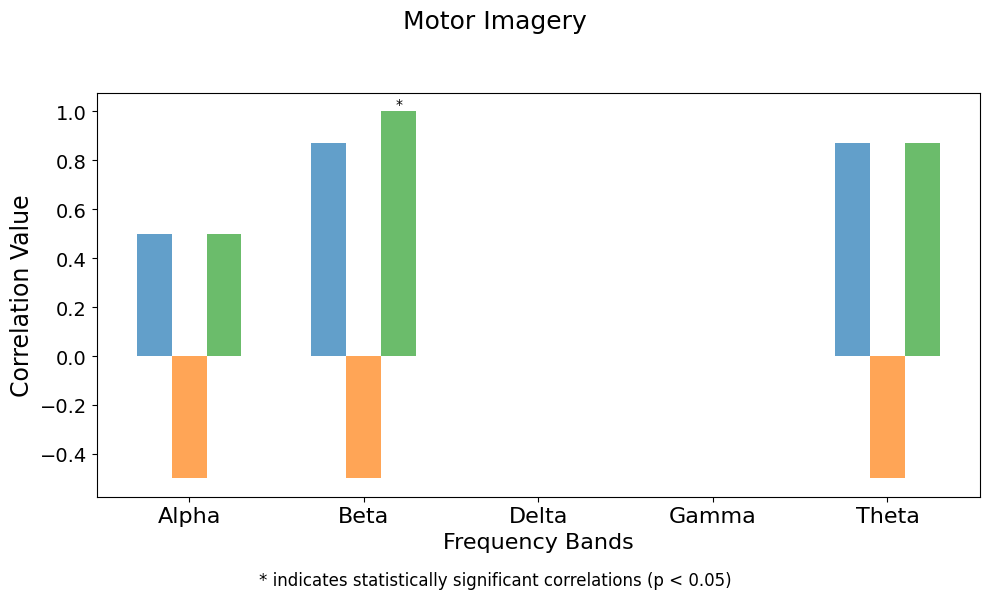 Motor Imagery
*
1.0
0.8
0.6
0.4
0.2
0.0
−0.2
−0.4
Correlation Value
Alpha Beta Delta Gamma Theta
Frequency Bands
* indicates statistically significant correlations (p < 0.05)